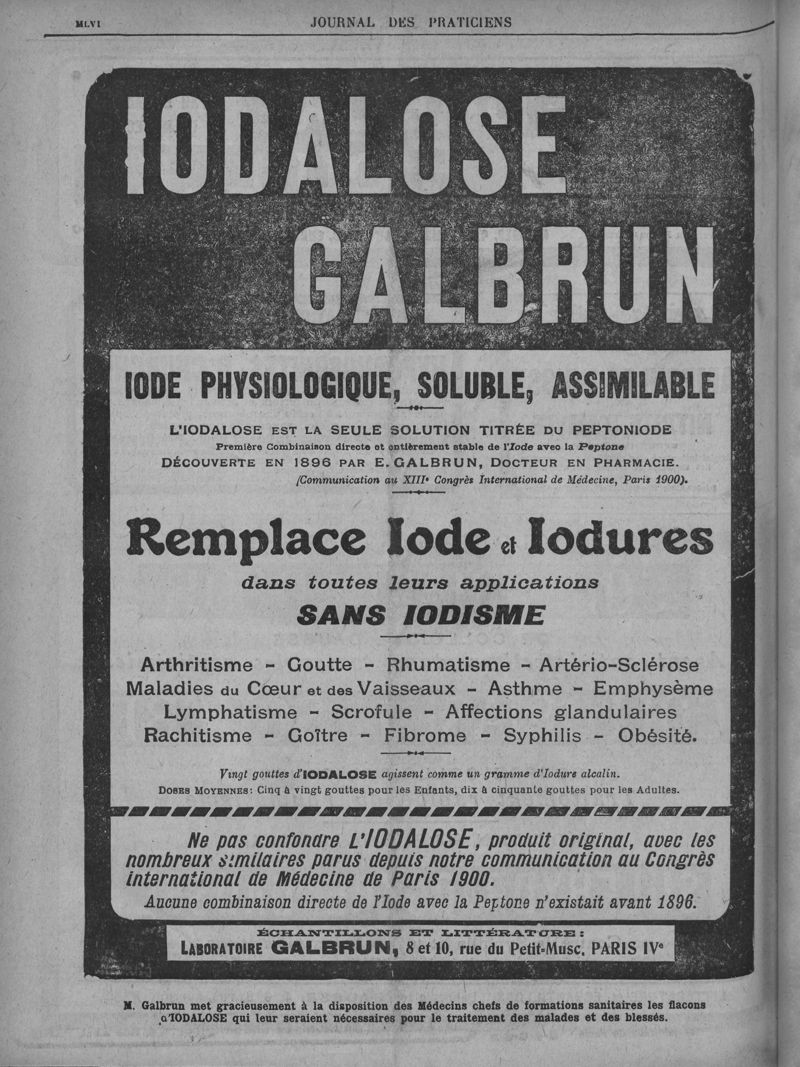 MLVI
JOURNAL DES PRATICIENS
IODALOSE
GALBRUN
IODE PHYSIOLOGIQUE, SOLUBLE, ASSIMILABLE
L'IODALOSE EST LA SEULE SOLUTION TITRÉE DU PEPTONIODE
Première Combinaison directe et entièrement stable de l'Iode avec la Peptone
DÉCOUVERTE EN 1896 PAR E. GALBRUN, DOCTEUR EN PHARMACIE.
(Communication au XIIIe Congrès International de Médecine, Paris 1900).
Remplace Iode et Iodures
dans toutes leurs applications
SANS IODISME
Arthritisme - Goutte - Rhumatisme - Artério-Sclérose
Maladies du Cœur et des Vaisseaux - Asthme - Emphysème
Lymphatisme - Scrofule - Affections glandulaires
Rachitisme - Goître - Fibrome - Syphilis - Obésité.
Vingt gouttes d'IODALOSE agissent comme un gramme d'Iodure alcalin.
DOSES MOYENNES: Cinq à vingt gouttes pour les Enfants, dix à cinquante gouttes pour les Adultes.
Ne pas confondre L'IODALOSE, produit original, avec les
nombreux similaires parus depuis notre communication au Congrès
international de Médecine de Paris 1900.
Aucune combinaison directe de l'Iode avec la Peptone n'existait avant 1896.
ÉCHANTILLONS ET LITTÉRATURE:
LABORATOIRE GALBRUN, 8 et 10, rue du Petit-Musc, PARIS IVe
M. Galbrun met gracieusement à la disposition des Médecins chefs de formations sanitaires les flacons
d'IODALOSE qui leur seraient nécessaires pour le traitement des malades et des blessés.